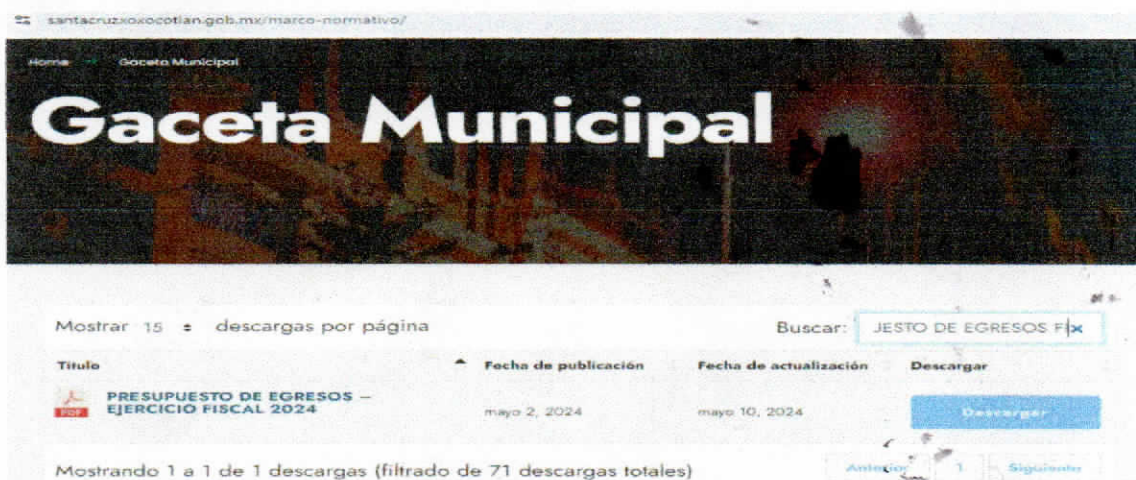 santacruzxoxocotlan.gob.mx/marco-normativo/
Home → Gaceta Municipal
Gaceta Municipal
Mostrar 15 descargas por página
Buscar: JESTO DE EGRESOS FI x
Título Fecha de publicación Fecha de actualización Descargar
PDF PRESUPUESTO DE EGRESOS –
EJERCICIO FISCAL 2024 mayo 2, 2024 mayo 10, 2024 Descargar
Mostrando 1 a 1 de 1 descargas (filtrado de 71 descargas totales) Anterior 1 Siguiente